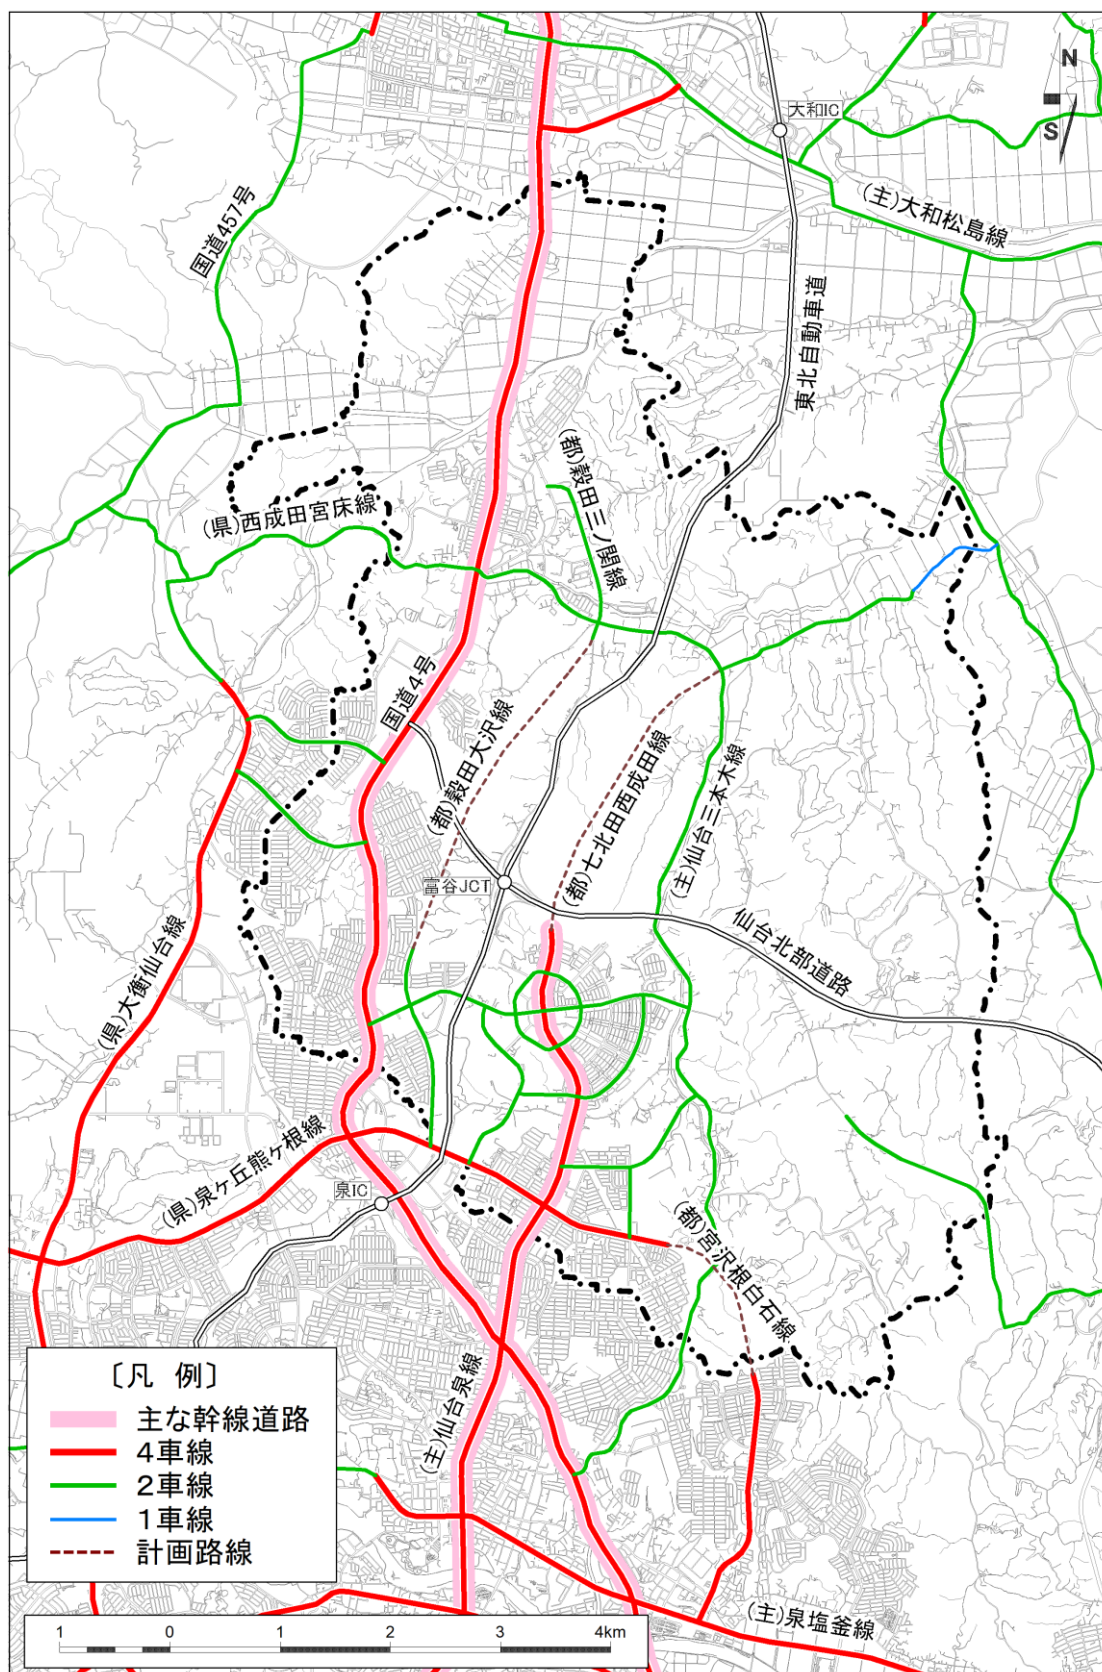 N
S
大和IC
(主)大和松島線
国道457号
東北自動車道
(都)穀田三ノ関線
(県)西成田宮床線
国道4号
(都)穀田大沢線
(都)七北田西成田線
(主)仙台三本木線
富谷JCT
仙台北部道路
(県)大衡仙台線
(県)泉ヶ丘熊ヶ根線
泉IC
(都)宮沢根白石線
(主)仙台泉線
(主)泉塩釜線
〔凡 例〕
主な幹線道路
4車線
2車線
1車線
計画路線
1 0 1 2 3 4km